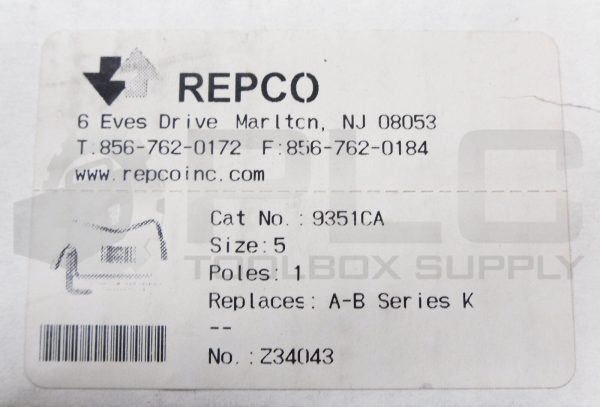 REPCO
6 Eves Drive Marltcn, NJ 08053
T.856-762-0172 F:856-762-0184
www.repcoinc.com
Cat No.: 9351CA
Size: 5
Poles: 1
Replaces: A-B Series K
--
No.: Z34043
PLC
TOOLBOX SUPPLY